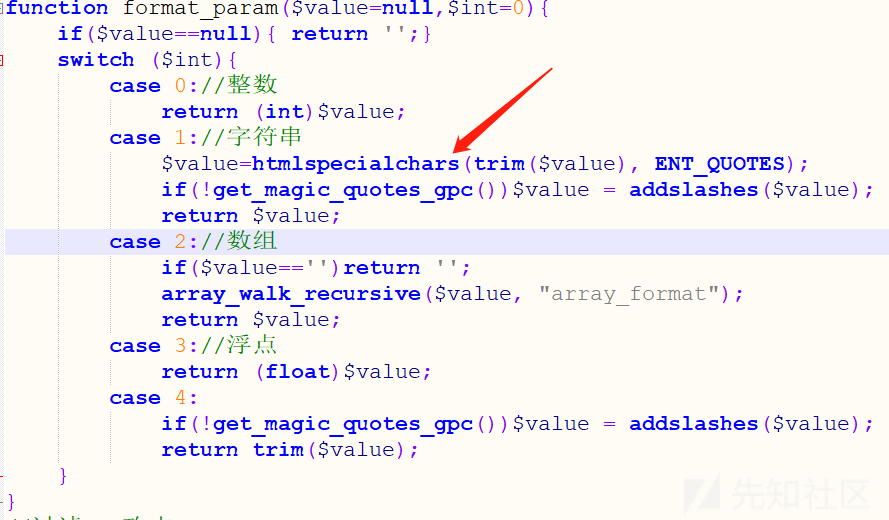 function format_param($value=null,$int=0){
    if($value==null){ return '';}
    switch ($int){
        case 0://整数
            return (int)$value;
        case 1://字符串
            $value=htmlspecialchars(trim($value), ENT_QUOTES);
            if(!get_magic_quotes_gpc())$value = addslashes($value);
            return $value;
        case 2://数组
            if($value=='')return '';
            array_walk_recursive($value, "array_format");
            return $value;
        case 3://浮点
            return (float)$value;
        case 4:
            if(!get_magic_quotes_gpc())$value = addslashes($value);
            return trim($value);
    }
}
先知社区